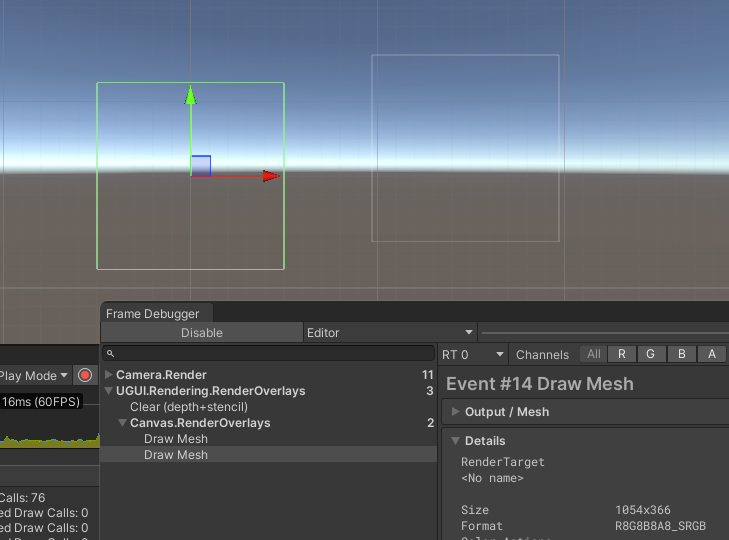 Frame Debugger
Disable
Editor
RT 0
Channels
All
R
G
B
A
Play Mode
Camera.Render 11
UGUI.Rendering.RenderOverlays 3
Clear (depth+stencil)
Canvas.RenderOverlays 2
Draw Mesh
Draw Mesh
Event #14 Draw Mesh
Output / Mesh
Details
RenderTarget
<No name>
Size 1054x366
Format R8G8B8A8_SRGB
16ms (60FPS)
Calls: 76
ed Draw Calls: 0
ed Draw Calls: 0